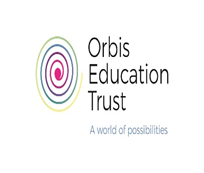 Orbis
Education
Trust
A world of possibilities